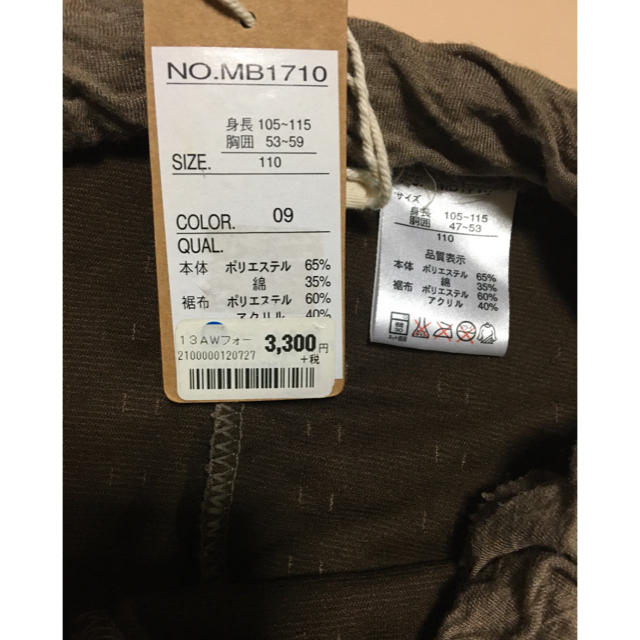 NO.MB1710
身長 105~115
胸囲 53~59
SIZE. 110
COLOR. 09
QUAL.
本体 ポリエステル 65%
綿 35%
裾布 ポリエステル 60%
アクリル 40%
13AWフォー 3,300円
2100000120727 +税
サイズ
身長 105~115
胴囲 47~53
110
品質表示
本体 ポリエステル 65%
綿 35%
裾布 ポリエステル 60%
アクリル 40%